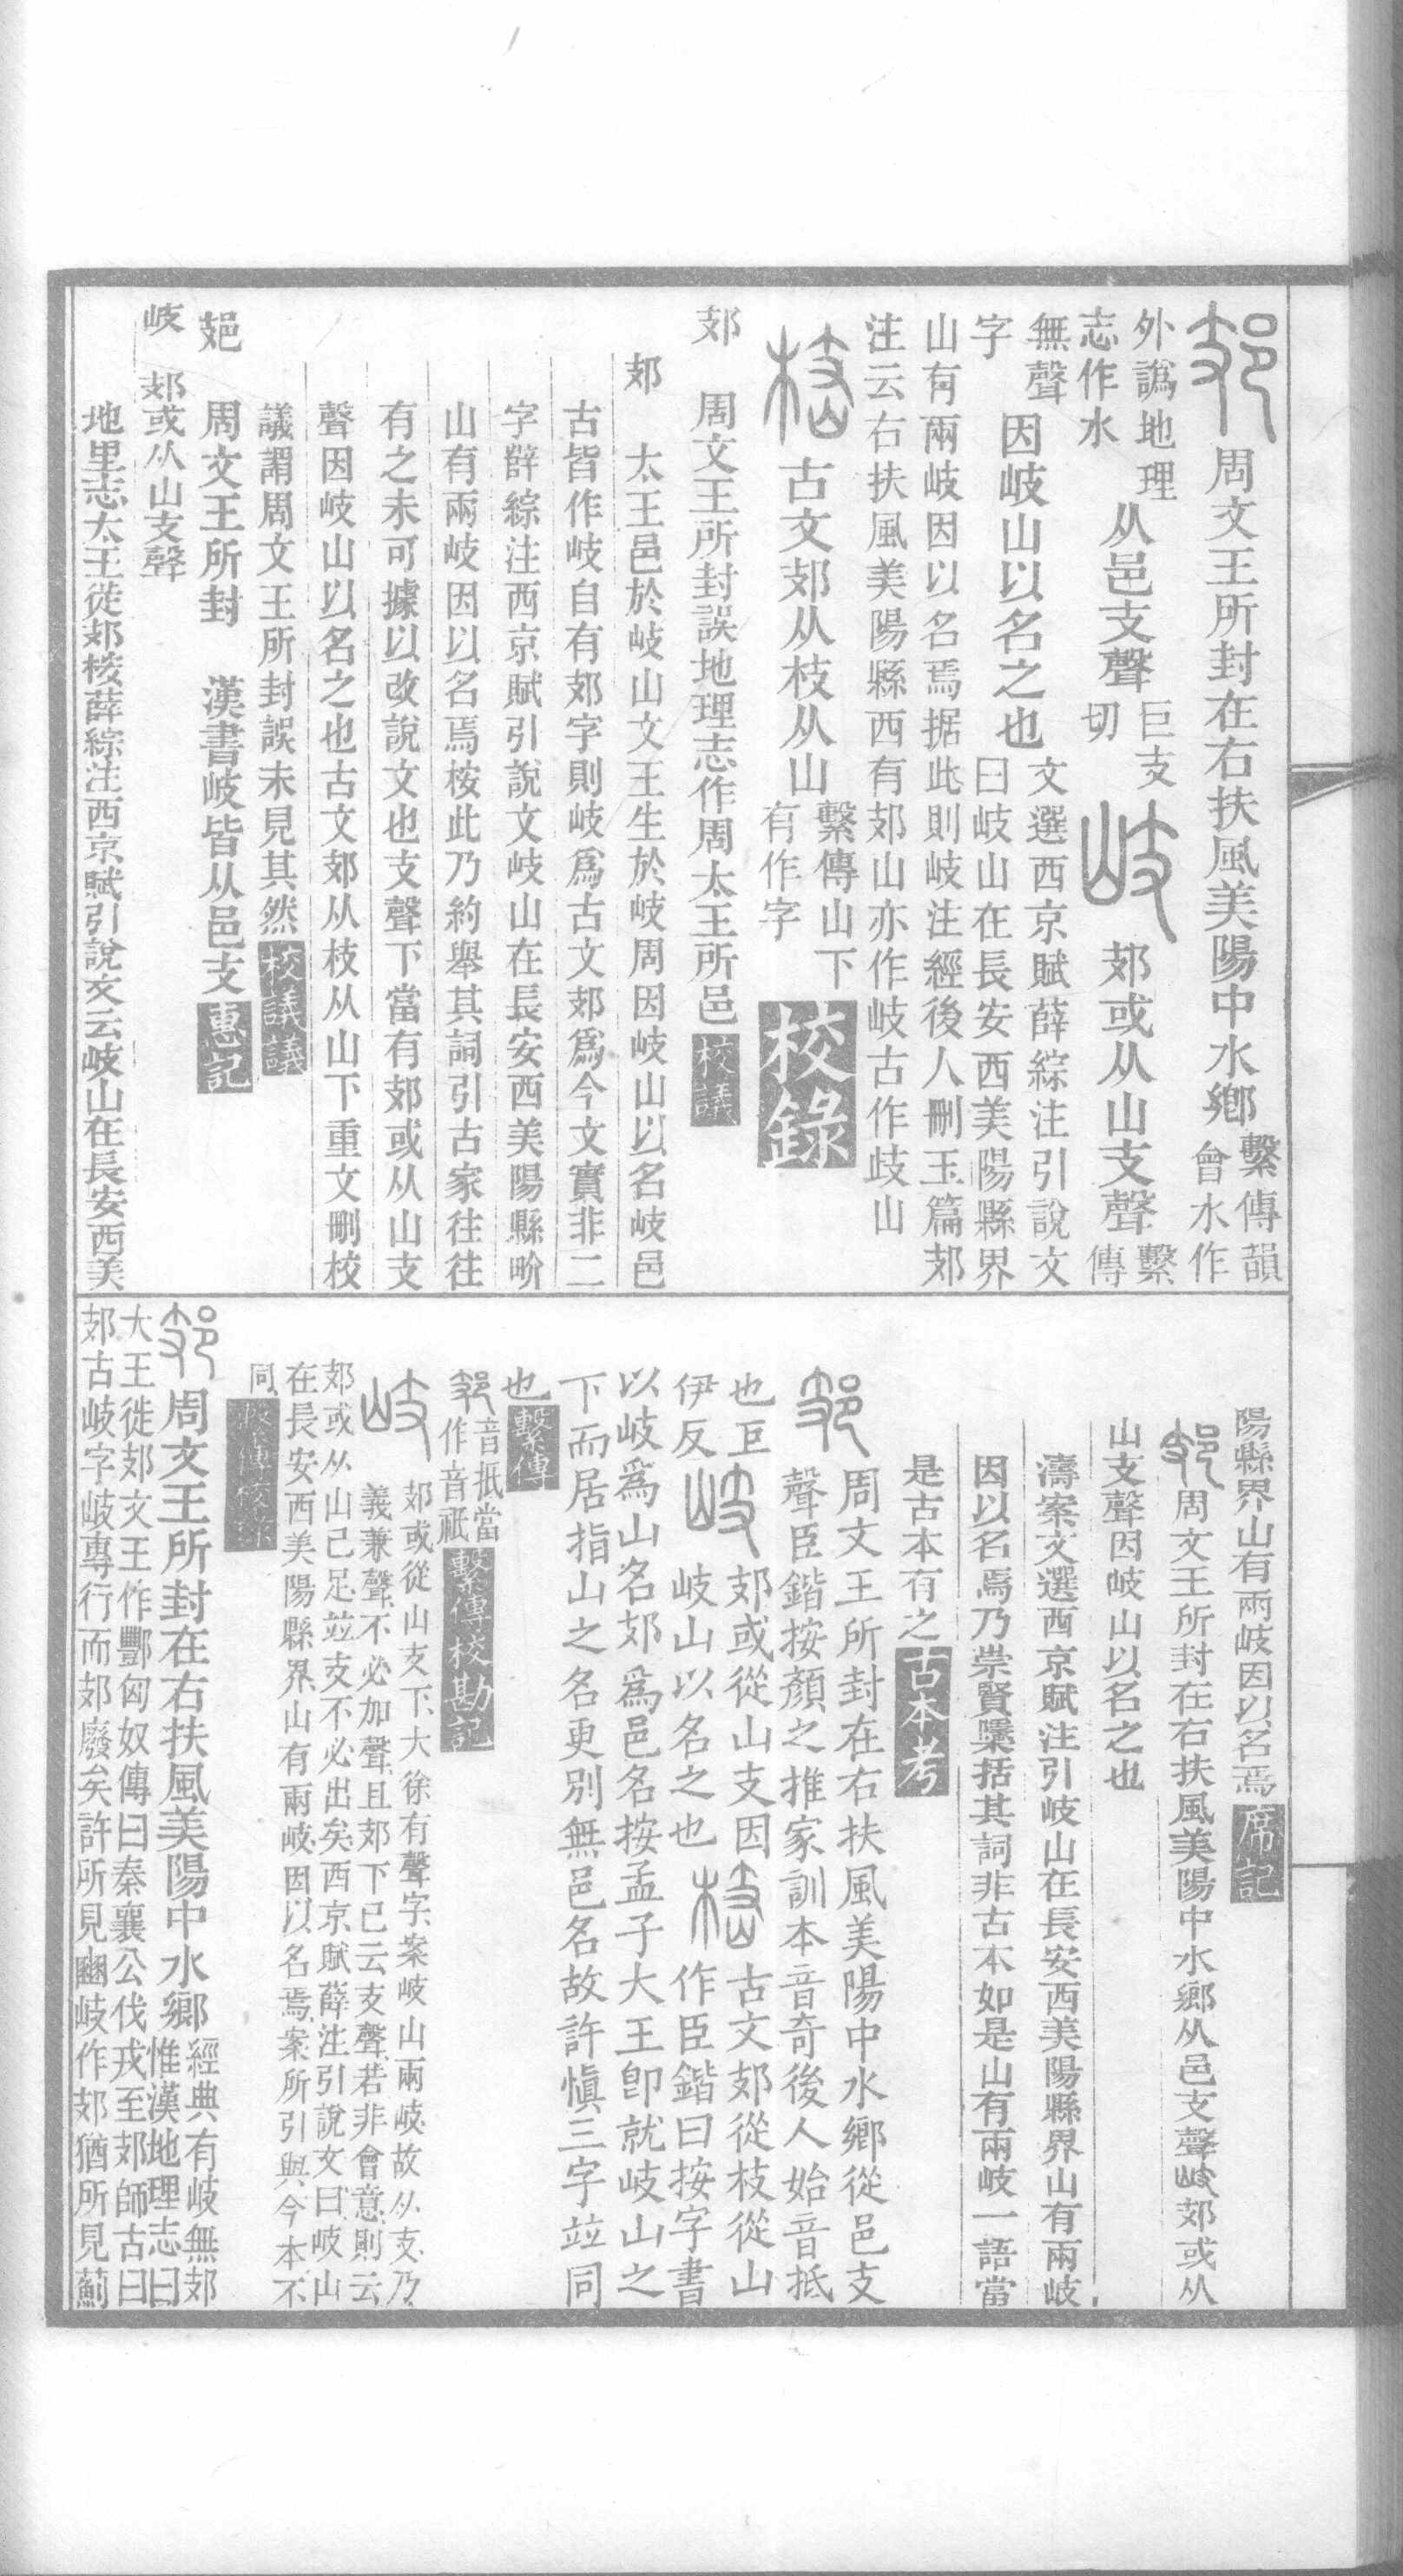 𨙸周文王所封在右扶風美陽中水鄕繫傳韻會水作
外譌地理志作水从邑支聲巨支切岐郂或从山支聲繫傳
無聲字因岐山以名之也文選西京賦薛綜注引說文曰岐山在長安西美陽縣界
山有兩岐因以名焉据此則岐注經後人刪玉篇郂
注云右扶風美陽縣西有郂山亦作岐古作歧山
古文郂从枝从山繫傳山下有作字校錄
郂 周文王所封誤地理志作周太王所邑校議
郂 太王邑於岐山文王生於岐周因岐山以名岐邑
古皆作岐自有郂字則岐爲古文郂爲今文實非二
字辥綜注西京賦引說文岐山在長安西美陽縣畍
山有兩岐因以名焉桉此乃約舉其詞引古家往往
有之未可據以改說文也支聲下當有郂或从山支
聲因岐山以名之也古文郂从枝从山下重文刪校
議謂周文王所封誤未見其然校議議
郂 周文王所封 漢書岐皆从邑支惠記
岐 郂或从山支聲
地里志太王徙郂桉薛綜注西京賦引說文云岐山在長安西美
陽縣界山有兩岐因以名焉席記
郂周文王所封在右扶風美陽中水鄉从邑支聲岐郂或从
山支聲因岐山以名之也
濤案文選西京賦注引岐山在長安西美陽縣界山有兩岐
因以名焉乃崇賢櫽括其詞非古本如是山有兩岐一語當
是古本有之古本考
郂周文王所封在右扶風美陽中水鄉從邑支
聲臣鍇按顏之推家訓本音奇後人始音抵
也巨伊反岐郂或從山支因岐山以名之也古文郂從枝從山作臣鍇曰按字書
以岐爲山名郂爲邑名按孟子大王卽就岐山之
下而居指山之名更別無邑名故許愼三字竝同
也繫傳
郂音抵當作音祇繫傳校勘記
岐郂或從山支下大徐有聲字案岐山兩岐故从支乃
義兼聲不必加聲且郂下已云支聲若非會意則云
郂或从山已足竝支不必出矣西京賦薛注引說文曰岐山
在長安西美陽縣界山有兩岐因以名焉案所引與今本不
同繫傳校錄
郂周文王所封在右扶風美陽中水鄉經典有岐無郂惟漢地理志曰
大王徙郂文王作酆匈奴傳曰秦襄公伐戎至郂師古曰
郂古岐字岐專行而郂廢矣許所見豳岐作郂猶所見薊